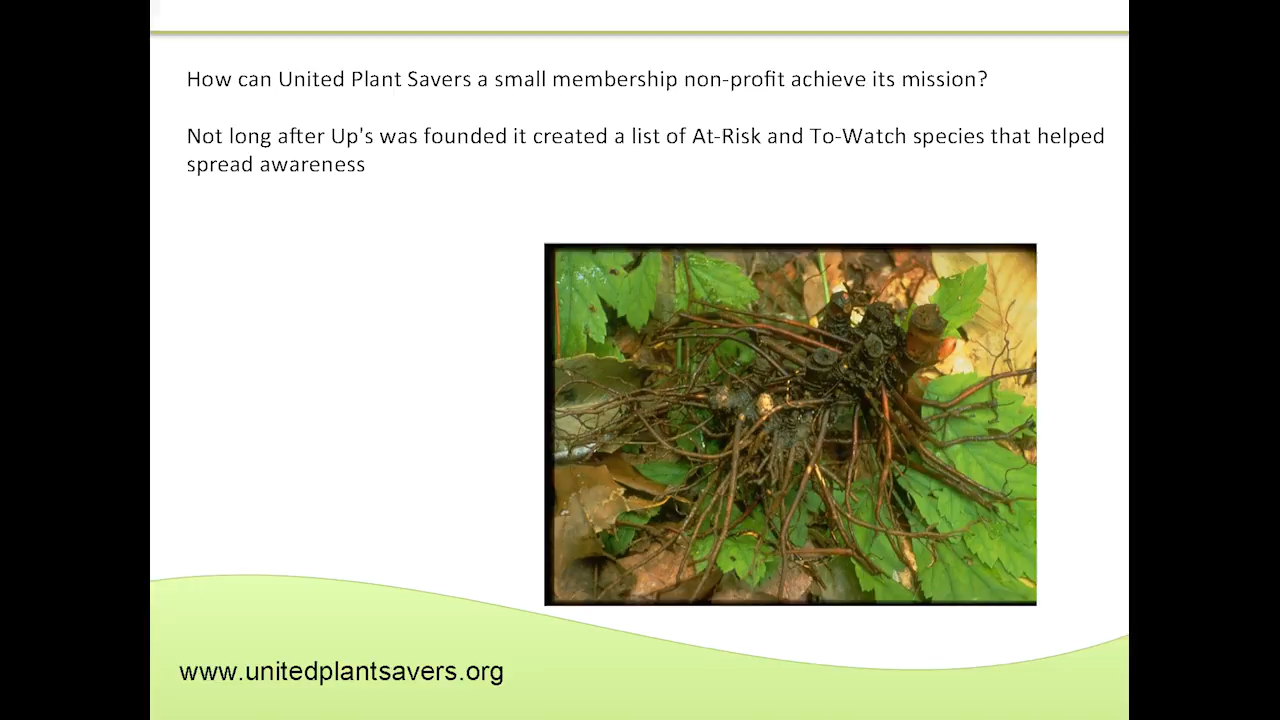 How can United Plant Savers a small membership non-profit achieve its mission?
Not long after Up's was founded it created a list of At-Risk and To-Watch species that helped
spread awareness
www.unitedplantsavers.org